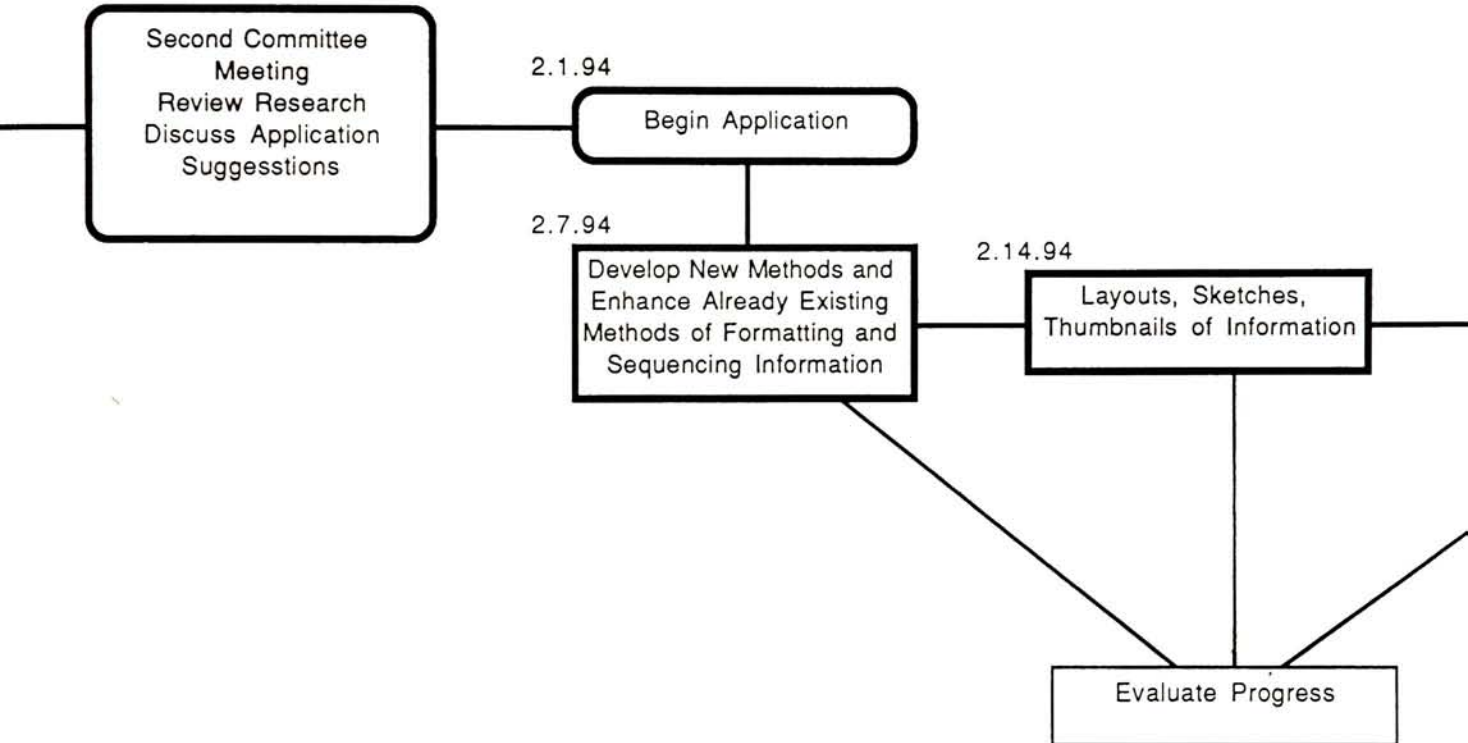 Second Committee
Meeting
Review Research
Discuss Application
Suggesstions
2.1.94
Begin Application
2.7.94
Develop New Methods and
Enhance Already Existing
Methods of Formatting and
Sequencing Information
2.14.94
Layouts, Sketches,
Thumbnails of Information
Evaluate Progress